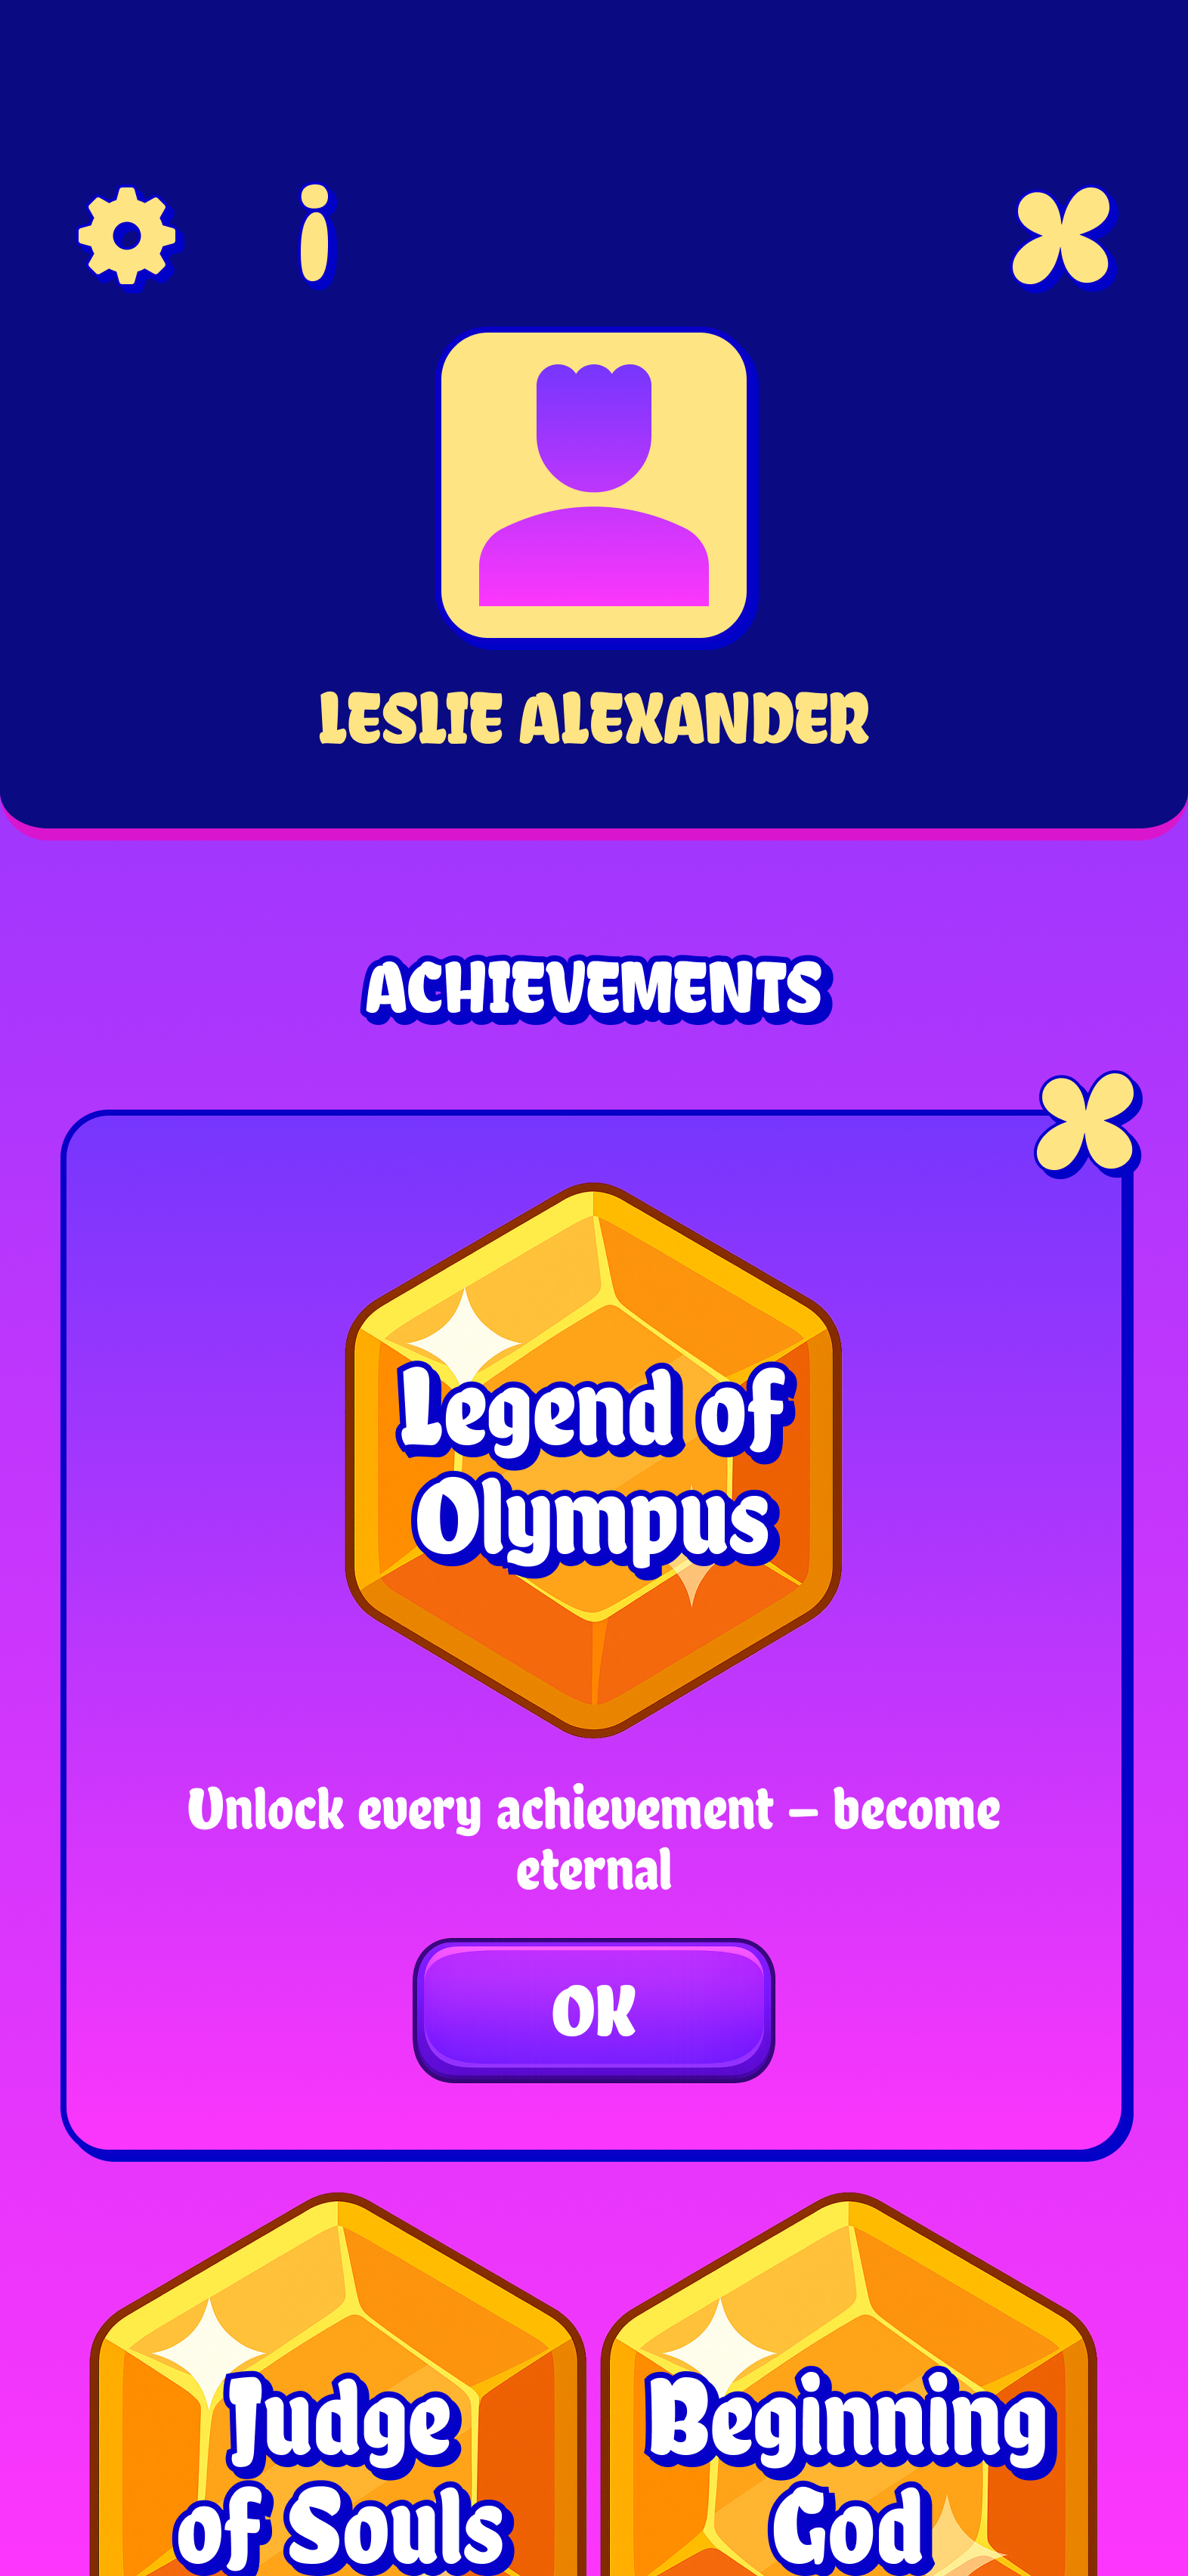 i
LESLIE ALEXANDER
ACHIEVEMENTS
Legend of
Olympus
Unlock every achievement – become
eternal
OK
Judge
of Souls
Beginning
God